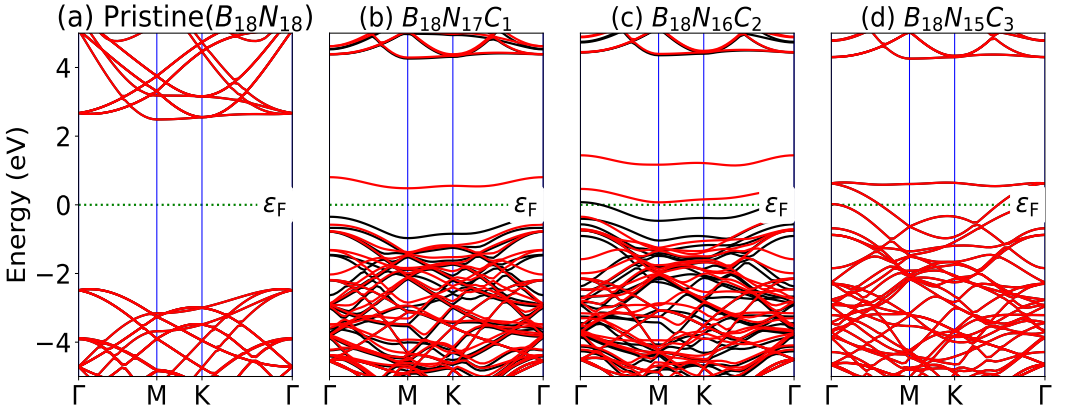 (a) Pristine(B₁₈N₁₈)
(b) B₁₈N₁₇C₁
(c) B₁₈N₁₆C₂
(d) B₁₈N₁₅C₃
Energy (eV)
4
2
0
−2
−4
εF
εF
εF
εF
Γ M K Γ
Γ M K Γ
Γ M K Γ
Γ M K Γ